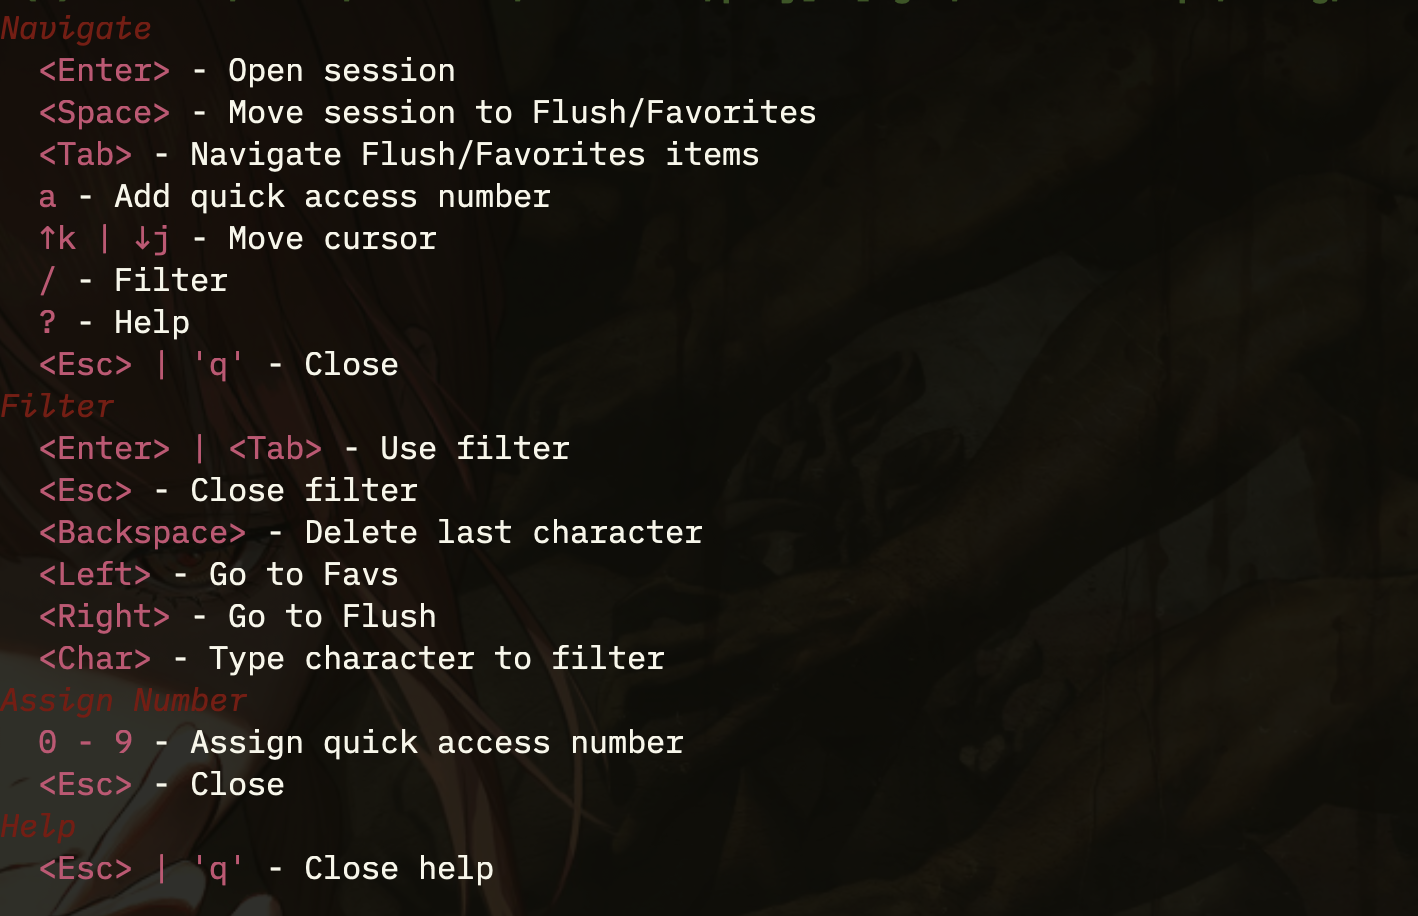 Navigate
<Enter> - Open session
<Space> - Move session to Flush/Favorites
<Tab> - Navigate Flush/Favorites items
a - Add quick access number
↑k | ↓j - Move cursor
/ - Filter
? - Help
<Esc> | 'q' - Close
Filter
<Enter> | <Tab> - Use filter
<Esc> - Close filter
<Backspace> - Delete last character
<Left> - Go to Favs
<Right> - Go to Flush
<Char> - Type character to filter
Assign Number
0 - 9 - Assign quick access number
<Esc> - Close
Help
<Esc> | 'q' - Close help